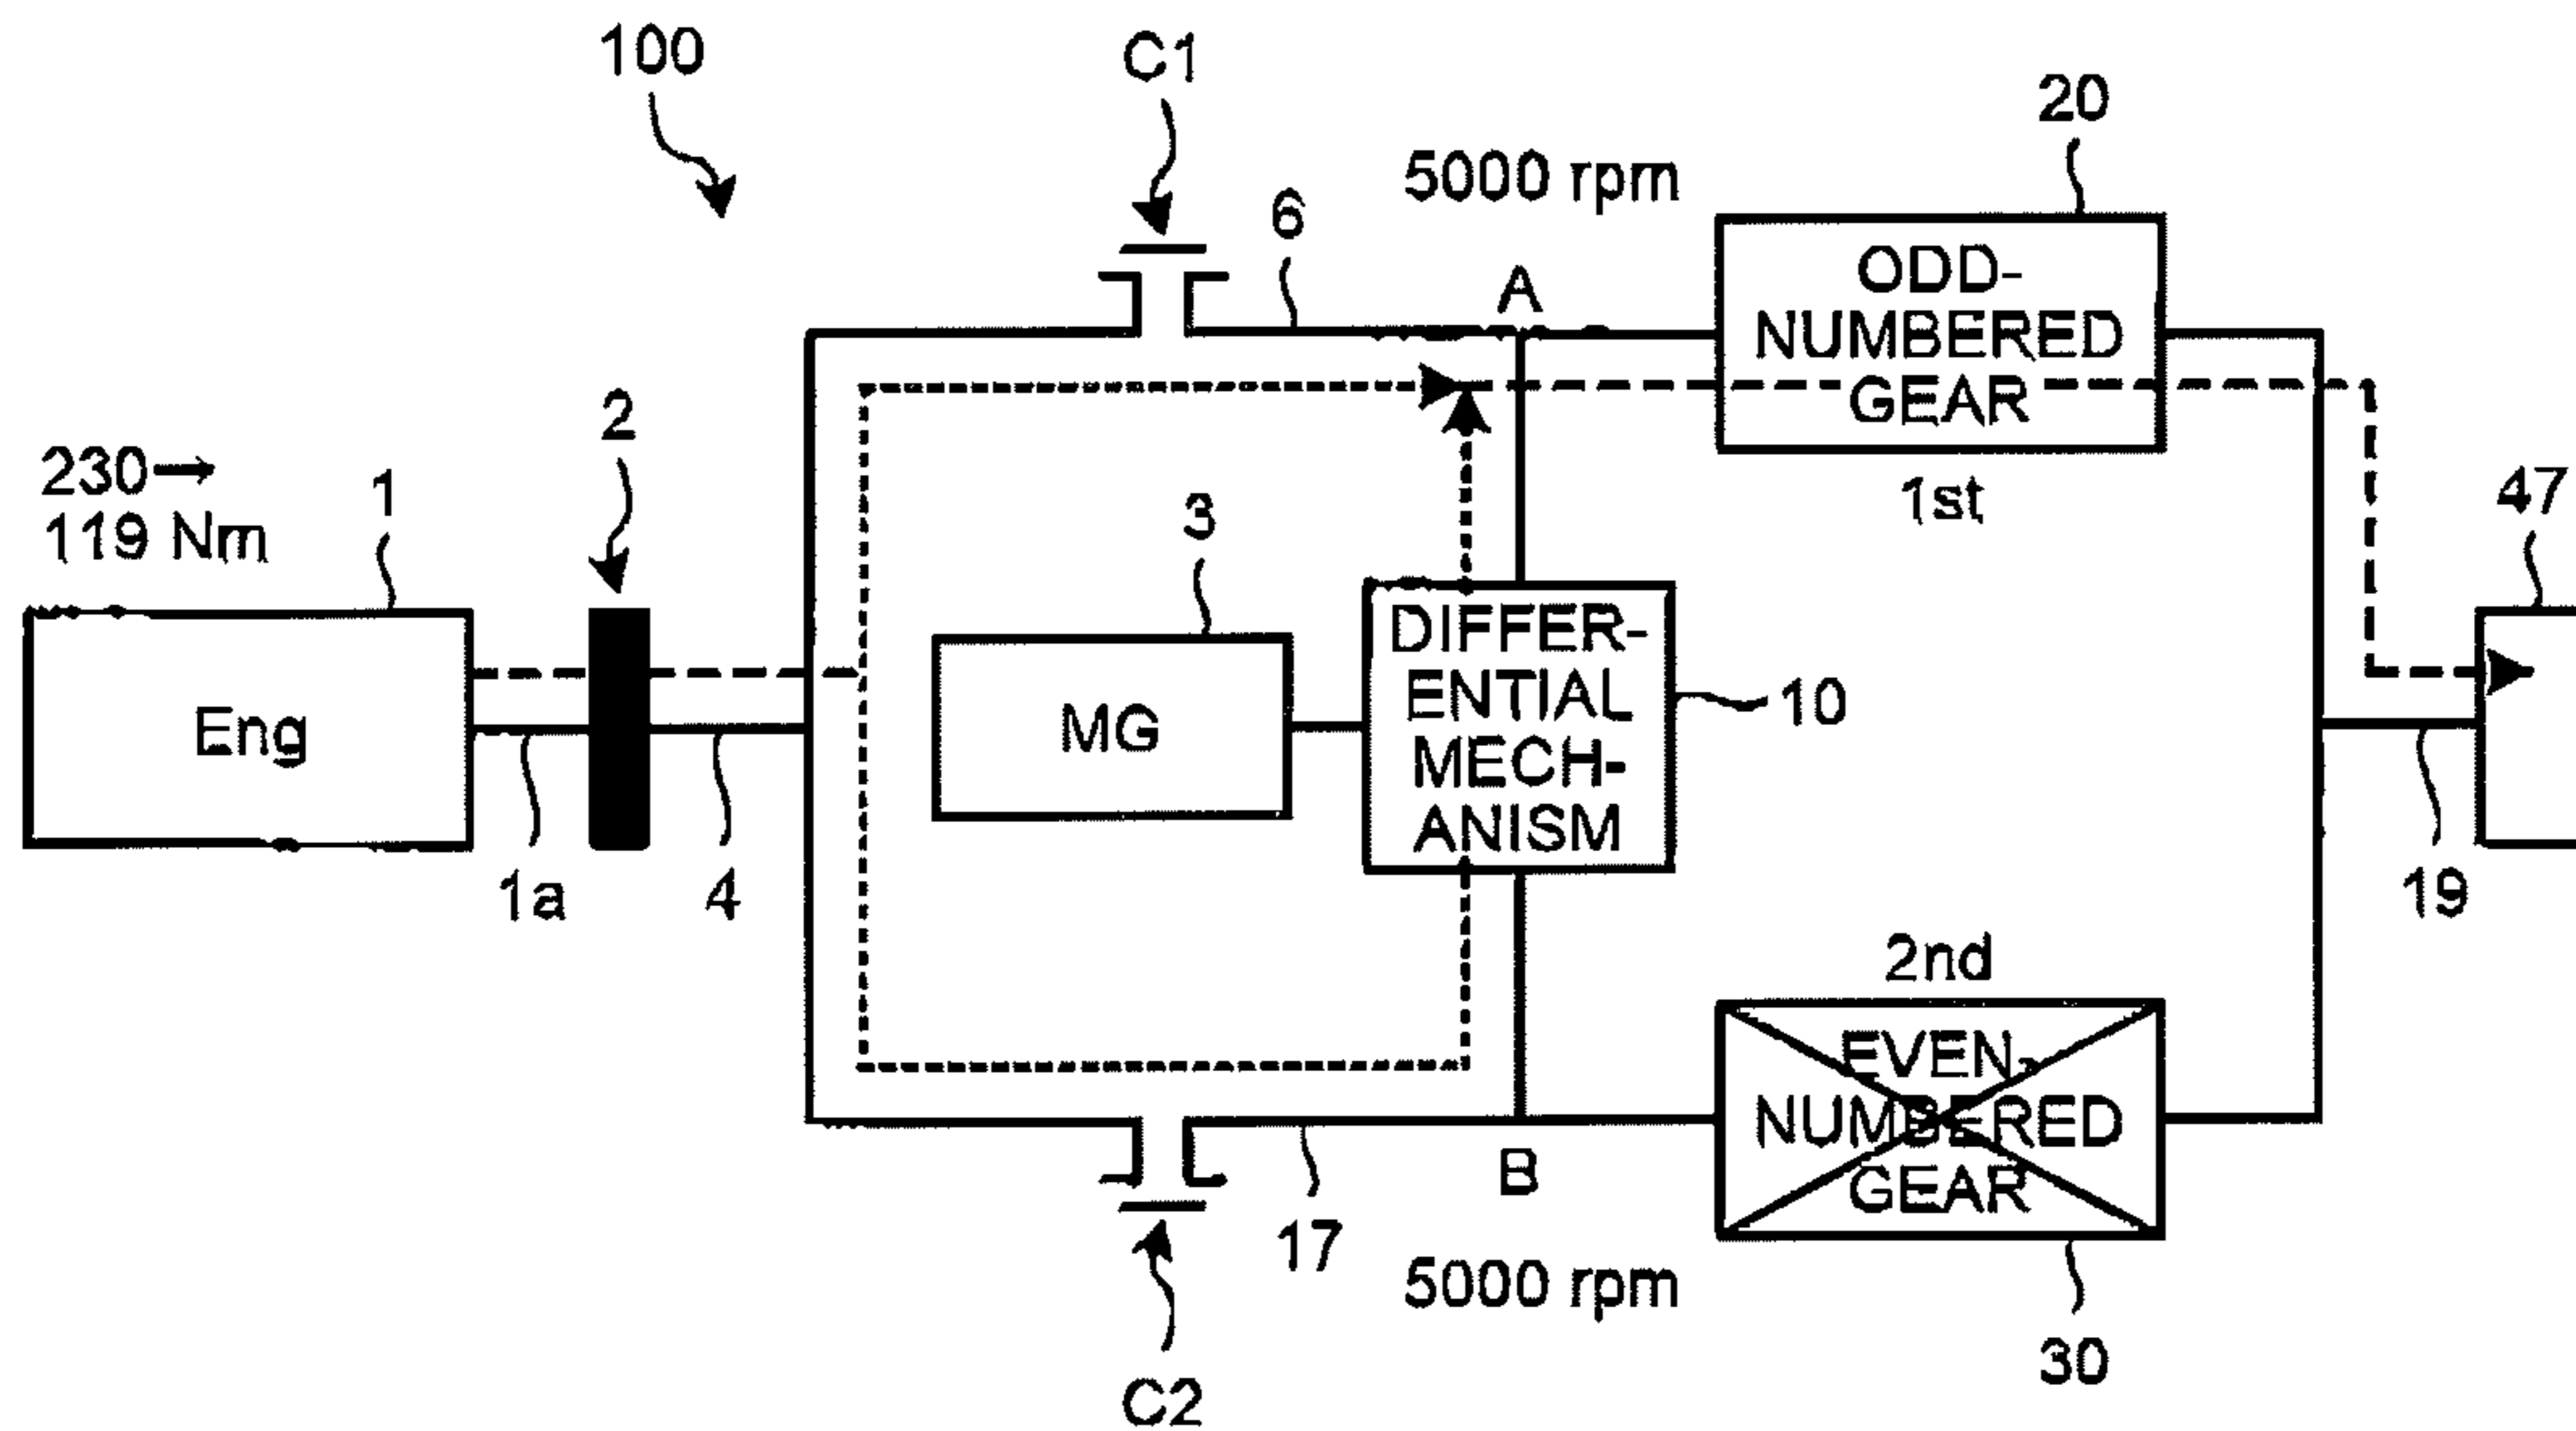 100
C1
20
5000 rpm
6
A
ODD-
NUMBERED
GEAR
1st
2
230→
119 Nm
1
3
47
DIFFER-
ENTIAL
MECH-
ANISM
Eng
MG
10
1a
4
19
2nd
EVEN-
NUMBERED
GEAR
B
17
5000 rpm
30
C2